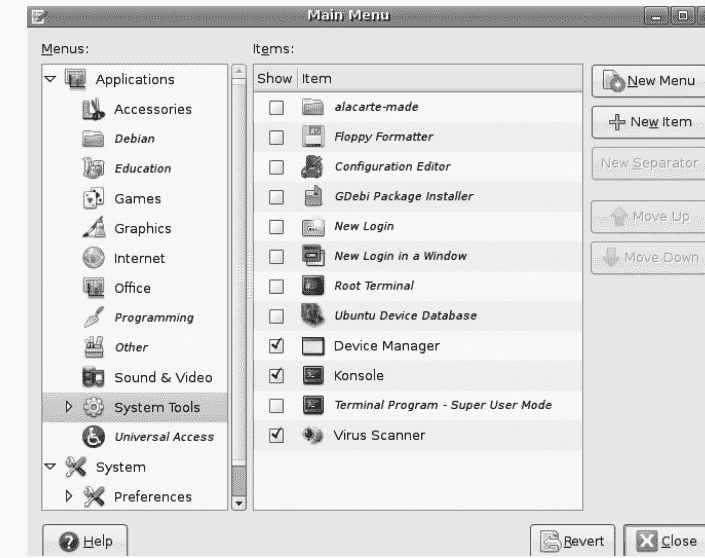 Main Menu
Menus:
Applications
Accessories
Debian
Education
Games
Graphics
Internet
Office
Programming
Other
Sound & Video
System Tools
Universal Access
System
Preferences
Items:
Show Item
alacarte-made
Floppy Formatter
Configuration Editor
GDebi Package Installer
New Login
New Login in a Window
Root Terminal
Ubuntu Device Database
Device Manager
Konsole
Terminal Program - Super User Mode
Virus Scanner
New Menu
New Item
New Separator
Move Up
Move Down
Help
Revert
Close